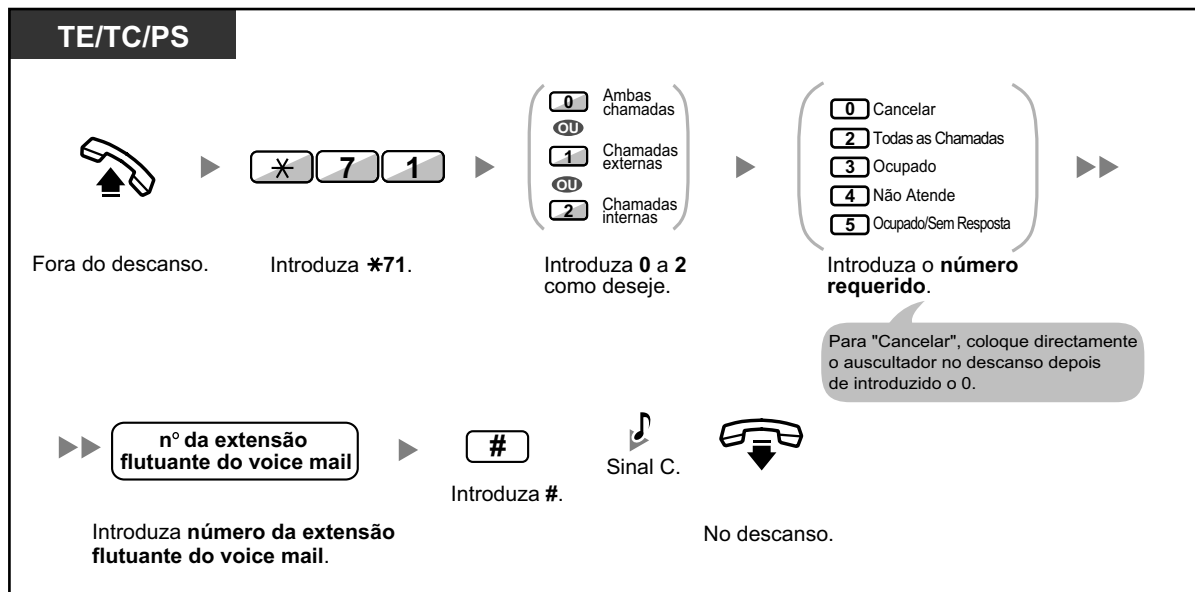 TE/TC/PS
0 Ambas
chamadas
OU
1 Chamadas
externas
OU
2 Chamadas
internas
0 Cancelar
2 Todas as Chamadas
3 Ocupado
4 Não Atende
5 Ocupado/Sem Resposta
* 7 1
Fora do descanso.
Introduza *71.
Introduza 0 a 2
como deseje.
Introduza o número
requerido.
Para "Cancelar", coloque directamente
o auscultador no descanso depois
de introduzido o 0.
n° da extensão
flutuante do voice mail
#
Sinal C.
Introduza #.
Introduza número da extensão
flutuante do voice mail.
No descanso.